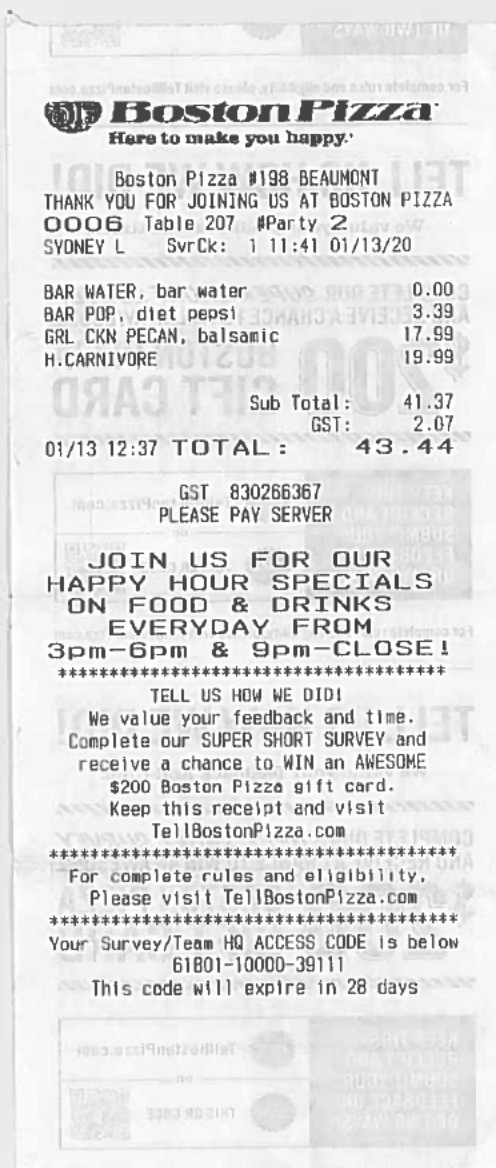 BP Boston Pizza
Here to make you happy.
Boston Pizza #198 BEAUMONT
THANK YOU FOR JOINING US AT BOSTON PIZZA
0006 Table 207 #Party 2
SYDNEY L SvrCk: 1 11:41 01/13/20
BAR WATER, bar water 0.00
BAR POP, diet pepsi 3.39
GRL CKN PECAN, balsamic 17.99
H.CARNIVORE 19.99
Sub Total: 41.37
GST: 2.07
01/13 12:37 TOTAL: 43.44
GST 830266367
PLEASE PAY SERVER
JOIN US FOR OUR
HAPPY HOUR SPECIALS
ON FOOD & DRINKS
EVERYDAY FROM
3pm-6pm & 9pm-CLOSE!
****************************************
TELL US HOW WE DID!
We value your feedback and time.
Complete our SUPER SHORT SURVEY and
receive a chance to WIN an AWESOME
$200 Boston Pizza gift card.
Keep this receipt and visit
TellBostonPizza.com
******************************************
For complete rules and eligibility,
Please visit TellBostonPizza.com
******************************************
Your Survey/Team HQ ACCESS CODE is below
61801-10000-39111
This code will expire in 28 days